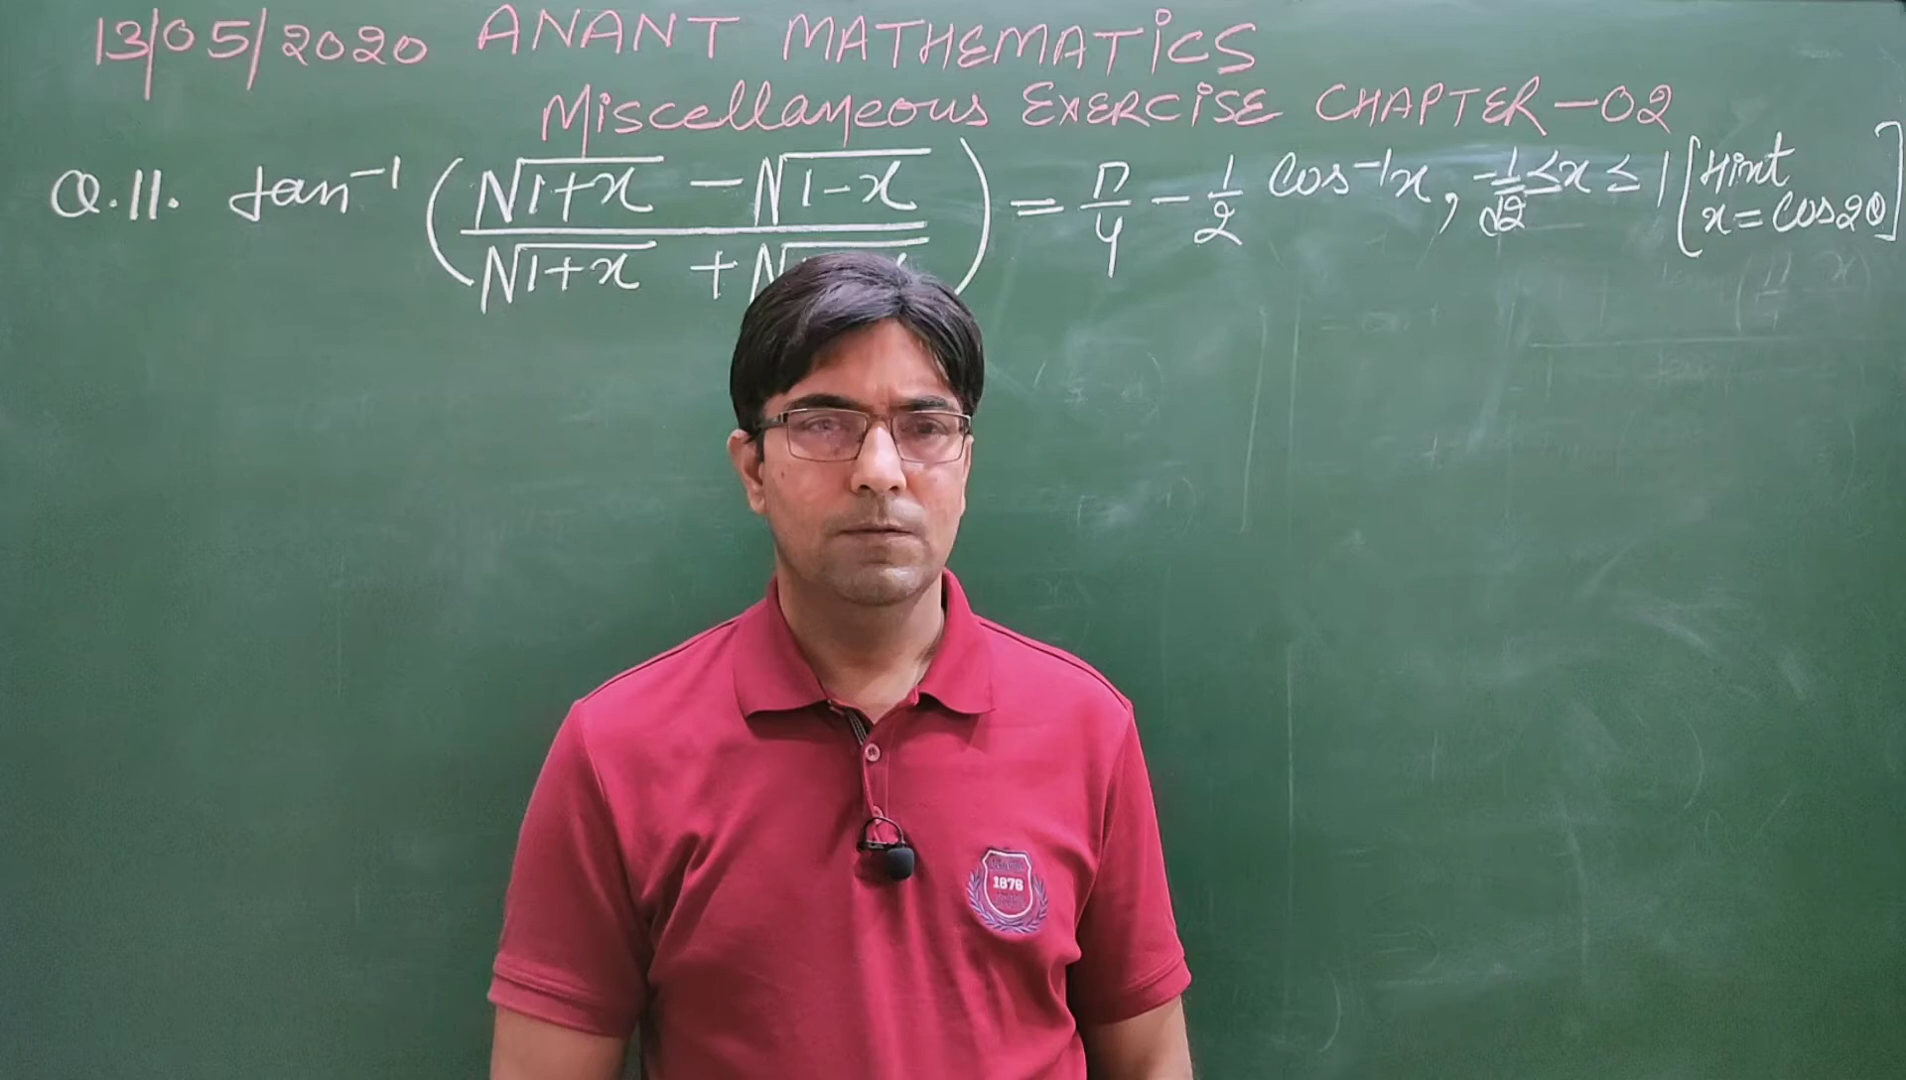 13/05/2020 ANANT MATHEMATICS
Miscellaneous EXERCISE CHAPTER-02
Q.11. tan⁻¹ (√1+x - √1-x / √1+x + √) = π/4 - 1/2 cos⁻¹x, -1/√2 ≤ x ≤ 1 [Hint x = cos2θ]
1876